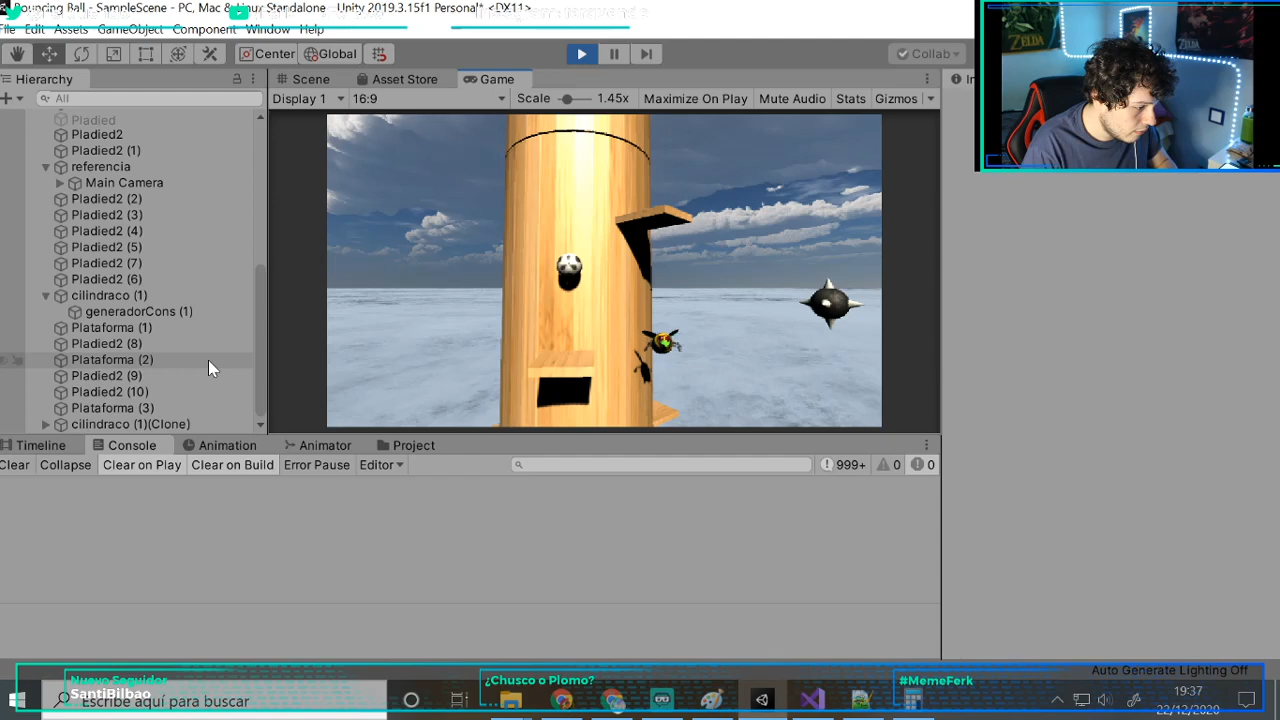 Bouncing Ball - SampleScene - PC, Mac & Linux Standalone - Unity 2019.3.15f1 Personal* <DX11>
File Edit Assets GameObject Component Window Help
Center Global Collab
Hierarchy Scene Asset Store Game
All Display 1 16:9 Scale 1.45x Maximize On Play Mute Audio Stats Gizmos
Pladied
Pladied2
Pladied2 (1)
referencia
Main Camera
Pladied2 (2)
Pladied2 (3)
Pladied2 (4)
Pladied2 (5)
Pladied2 (7)
Pladied2 (6)
cilindraco (1)
generadorCons (1)
Plataforma (1)
Pladied2 (8)
Plataforma (2)
Pladied2 (9)
Pladied2 (10)
Plataforma (3)
cilindraco (1)(Clone)
Timeline Console Animation Animator Project
Clear Collapse Clear on Play Clear on Build Error Pause Editor 999+ 0 0
Auto Generate Lighting Off
Nuevo Seguidor
SantiBilbao
¿Chusco o Plomo?
#MemeFork
Escribe aquí para buscar
19:37
22/12/2020
ZELDA
ZELDA